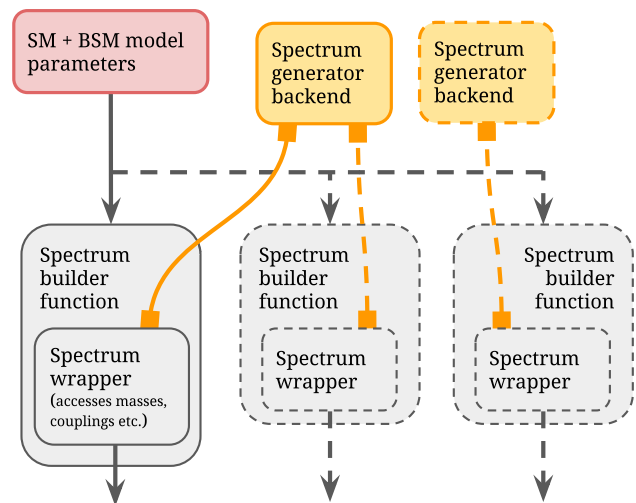 SM + BSM model
parameters
Spectrum
generator
backend
Spectrum
generator
backend
Spectrum
builder
function
Spectrum
wrapper
(accesses masses,
couplings etc.)
Spectrum
builder
function
Spectrum
wrapper
Spectrum
builder
function
Spectrum
wrapper